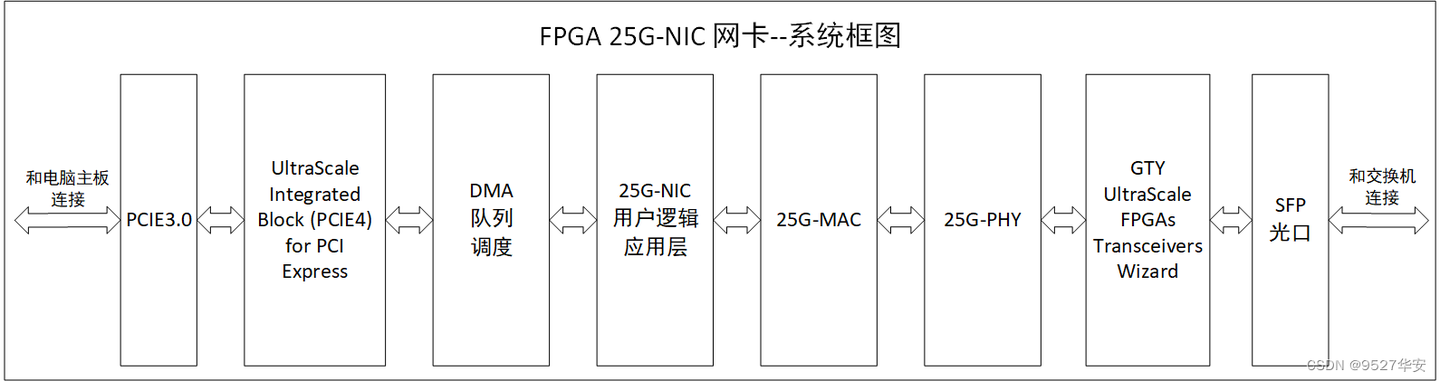 FPGA 25G-NIC 网卡--系统框图
和电脑主板
连接
PCIE3.0
UltraScale
Integrated
Block (PCIE4)
for PCI
Express
DMA
队列
调度
25G-NIC
用户逻辑
应用层
25G-MAC
25G-PHY
GTY
UltraScale
FPGAs
Transceivers
Wizard
SFP
光口
和交换机
连接
CSDN @9527华安